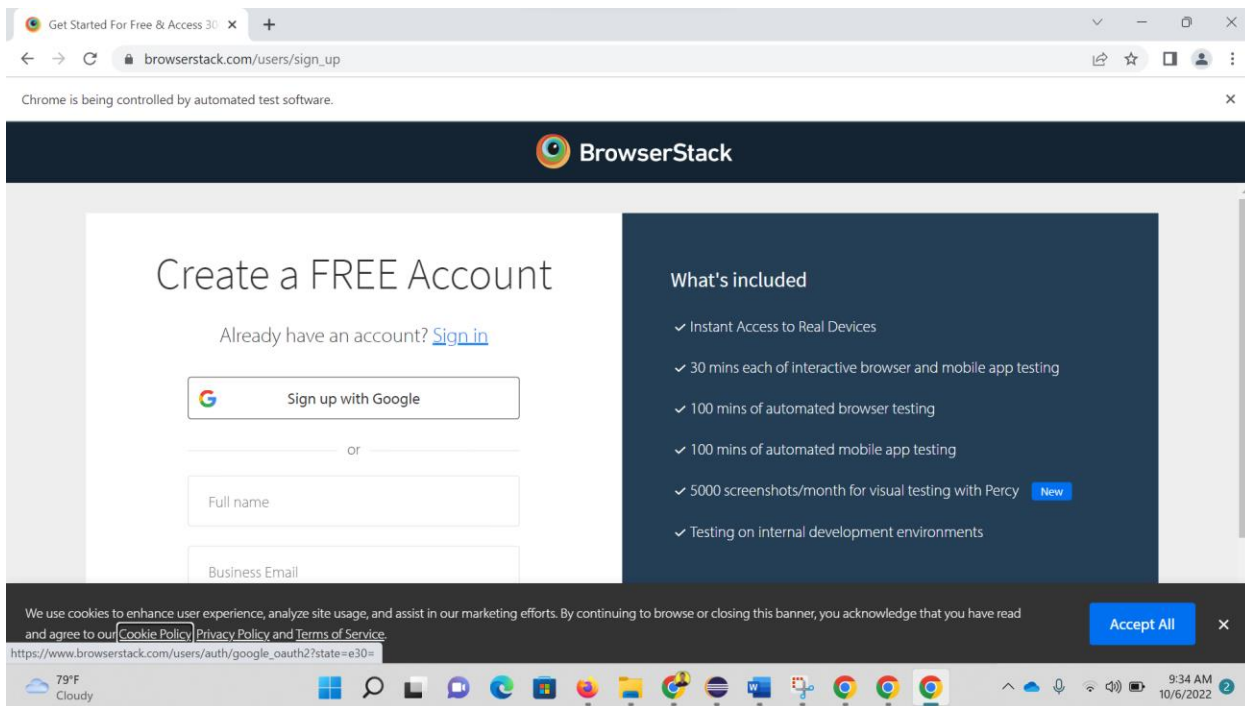 Get Started For Free & Access 30
browserstack.com/users/sign_up
Chrome is being controlled by automated test software.
BrowserStack
Create a FREE Account
Already have an account? Sign in
Sign up with Google
or
Full name
Business Email
What's included
✓ Instant Access to Real Devices
✓ 30 mins each of interactive browser and mobile app testing
✓ 100 mins of automated browser testing
✓ 100 mins of automated mobile app testing
✓ 5000 screenshots/month for visual testing with Percy New
✓ Testing on internal development environments
We use cookies to enhance user experience, analyze site usage, and assist in our marketing efforts. By continuing to browse or closing this banner, you acknowledge that you have read
and agree to our Cookie Policy, Privacy Policy and Terms of Service.
Accept All
https://www.browserstack.com/users/auth/google_oauth2?state=e30=
79°F
Cloudy
9:34 AM
10/6/2022
2